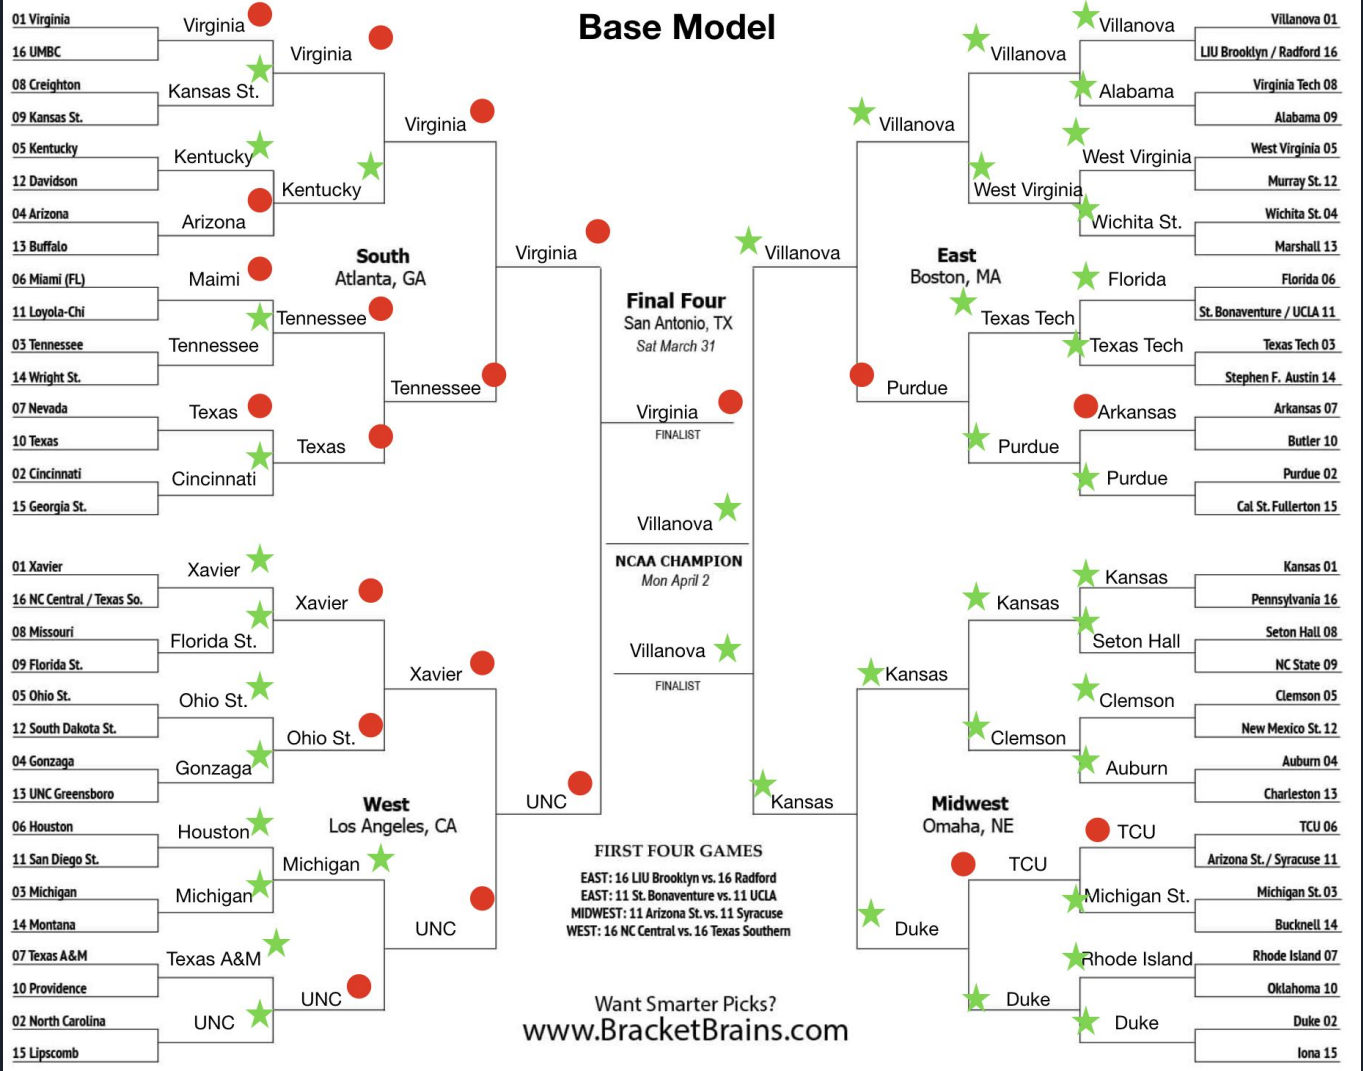 Base Model
01 Virginia
16 UMBC
08 Creighton
09 Kansas St.
05 Kentucky
12 Davidson
04 Arizona
13 Buffalo
06 Miami (FL)
11 Loyola-Chi
03 Tennessee
14 Wright St.
07 Nevada
10 Texas
02 Cincinnati
15 Georgia St.
Virginia
Kansas St.
Kentucky
Arizona
Maimi
Tennessee
Texas
Cincinnati
Virginia
Kentucky
Tennessee
Texas
Virginia
Tennessee
Virginia
South
Atlanta, GA
01 Xavier
16 NC Central / Texas So.
08 Missouri
09 Florida St.
05 Ohio St.
12 South Dakota St.
04 Gonzaga
13 UNC Greensboro
06 Houston
11 San Diego St.
03 Michigan
14 Montana
07 Texas A&M
10 Providence
02 North Carolina
15 Lipscomb
Xavier
Florida St.
Ohio St.
Gonzaga
Houston
Michigan
Texas A&M
UNC
Xavier
Ohio St.
Michigan
UNC
Xavier
UNC
UNC
West
Los Angeles, CA
Final Four
San Antonio, TX
Sat March 31
Virginia
FINALIST
Villanova
NCAA CHAMPION
Mon April 2
Villanova
FINALIST
FIRST FOUR GAMES
EAST: 16 LIU Brooklyn vs. 16 Radford
EAST: 11 St. Bonaventure vs. 11 UCLA
MIDWEST: 11 Arizona St. vs. 11 Syracuse
WEST: 16 NC Central vs. 16 Texas Southern
Want Smarter Picks?
www.BracketBrains.com
Villanova
Villanova
Purdue
Villanova
West Virginia
Texas Tech
Purdue
Villanova
Alabama
West Virginia
Wichita St.
Florida
Texas Tech
Arkansas
Purdue
East
Boston, MA
Villanova 01
LIU Brooklyn / Radford 16
Virginia Tech 08
Alabama 09
West Virginia 05
Murray St. 12
Wichita St. 04
Marshall 13
Florida 06
St. Bonaventure / UCLA 11
Texas Tech 03
Stephen F. Austin 14
Arkansas 07
Butler 10
Purdue 02
Cal St. Fullerton 15
Kansas
Kansas
Duke
Kansas
Clemson
TCU
Duke
Kansas
Seton Hall
Clemson
Auburn
TCU
Michigan St.
Rhode Island
Duke
Midwest
Omaha, NE
Kansas 01
Pennsylvania 16
Seton Hall 08
NC State 09
Clemson 05
New Mexico St. 12
Auburn 04
Charleston 13
TCU 06
Arizona St. / Syracuse 11
Michigan St. 03
Bucknell 14
Rhode Island 07
Oklahoma 10
Duke 02
Iona 15